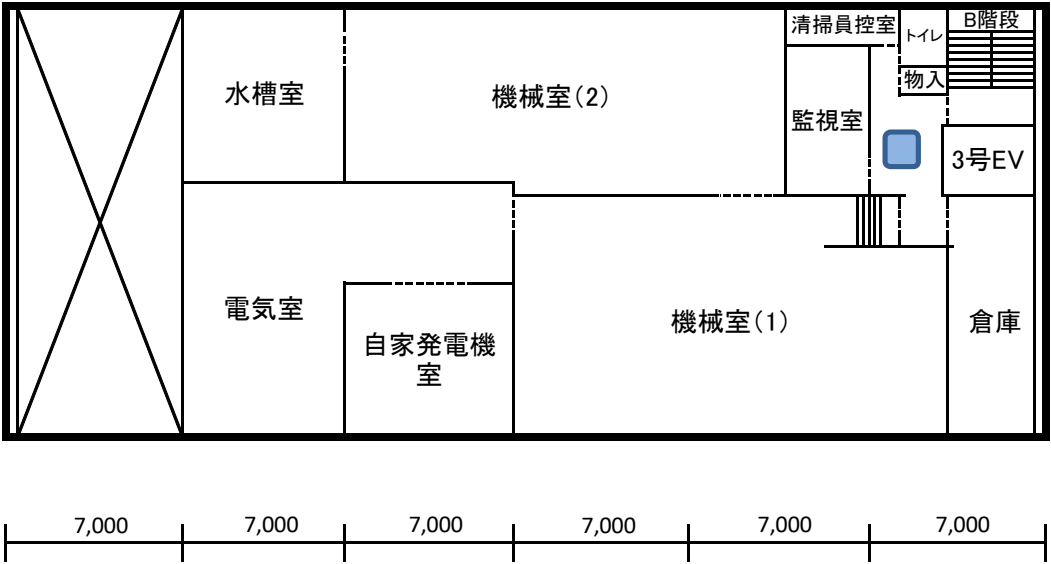 清掃員控室
トイレ
B階段
物入
水槽室
機械室(2)
監視室
3号EV
電気室
自家発電機
室
機械室(1)
倉庫
7,000
7,000
7,000
7,000
7,000
7,000